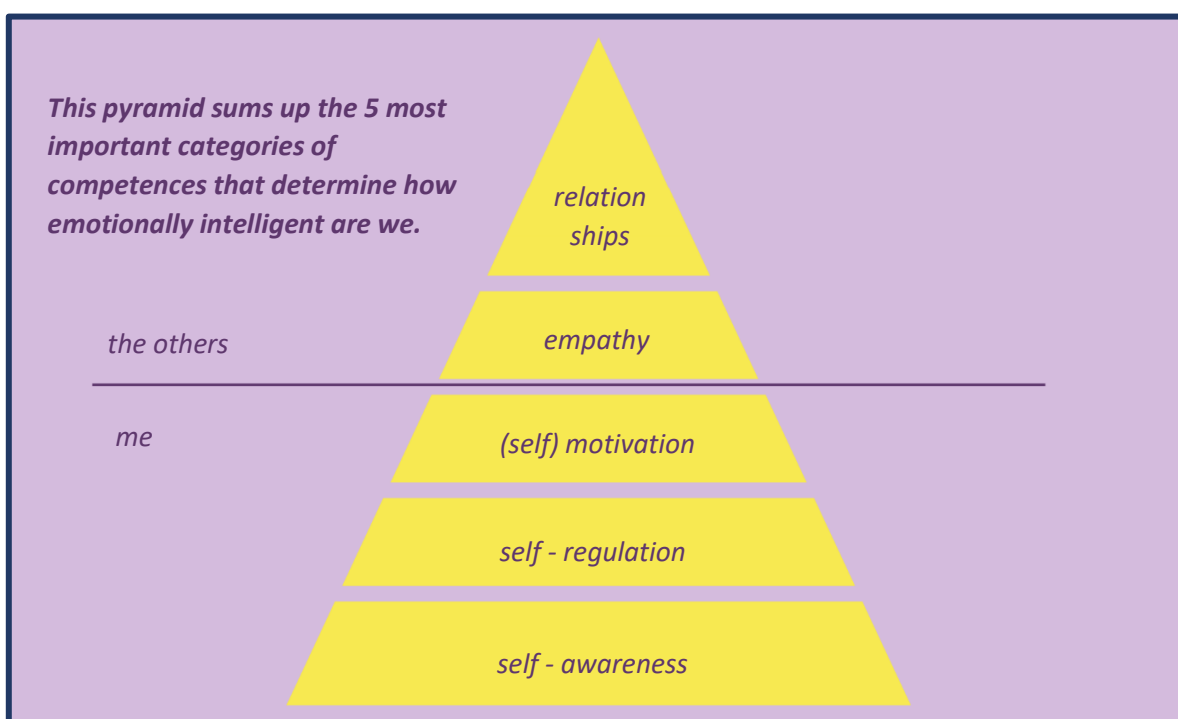 This pyramid sums up the 5 most
important categories of
competences that determine how
emotionally intelligent are we.
relation
ships
the others
empathy
me
(self) motivation
self - regulation
self - awareness